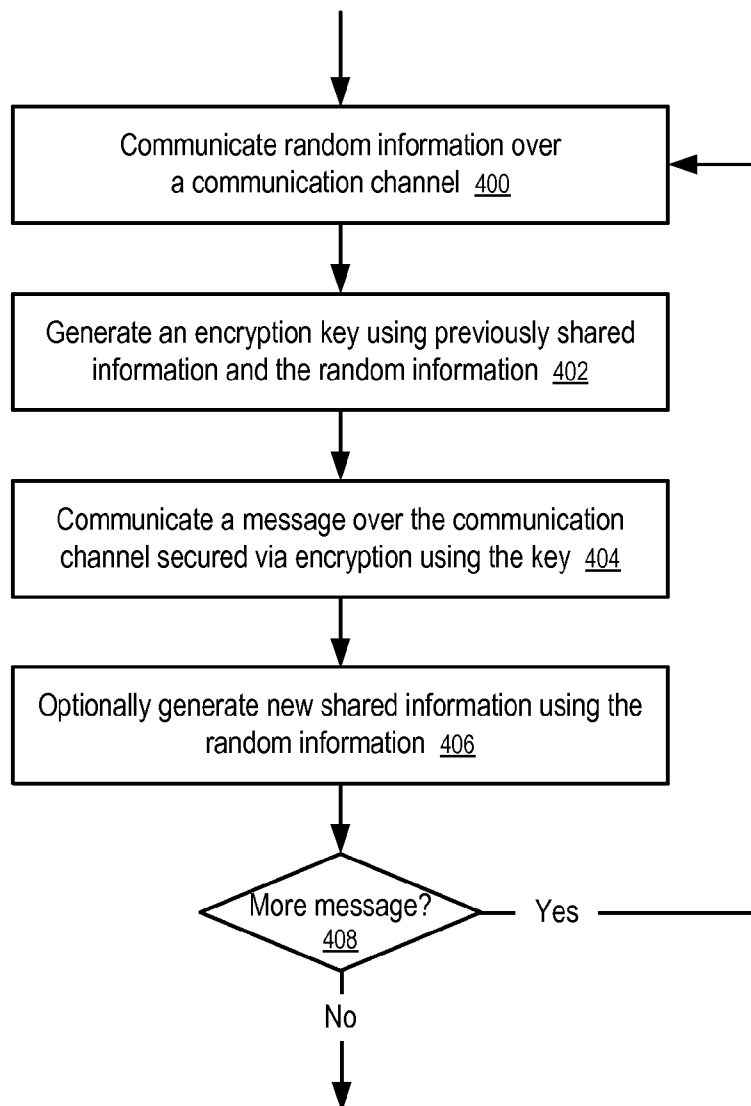 Communicate random information over
a communication channel 400
Generate an encryption key using previously shared
information and the random information 402
Communicate a message over the communication
channel secured via encryption using the key 404
Optionally generate new shared information using the
random information 406
More message?
408
Yes
No